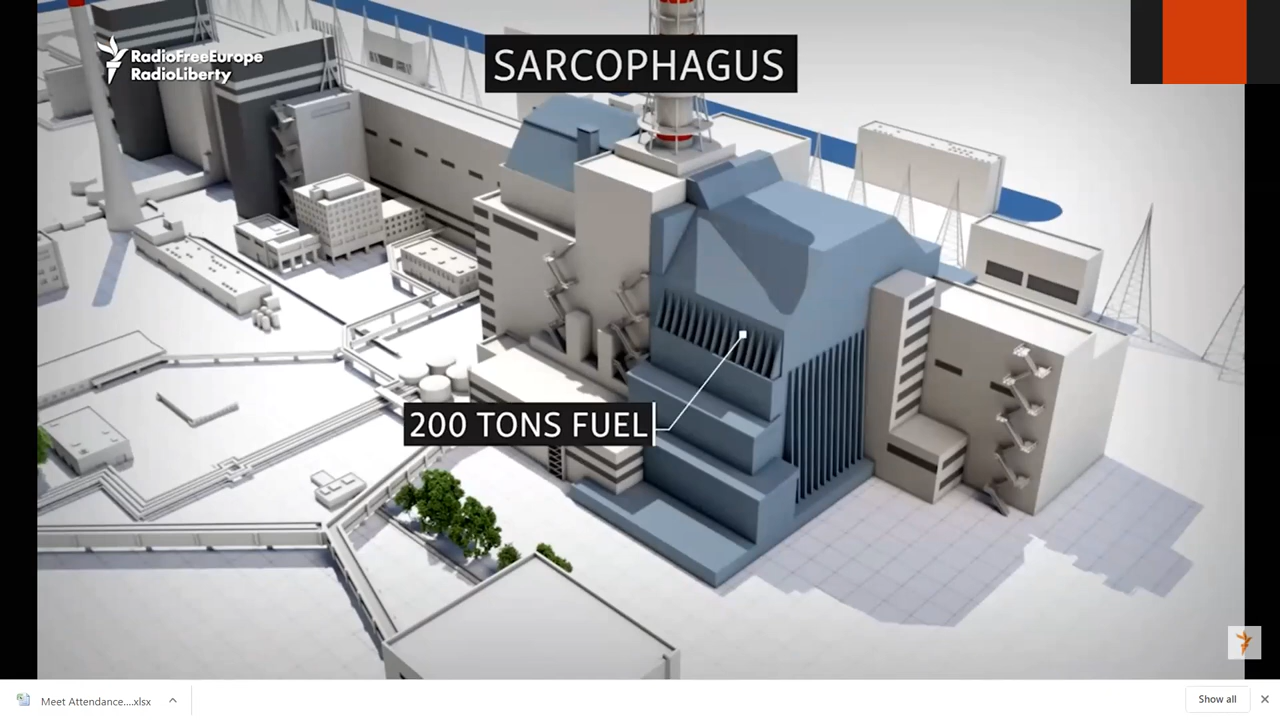 SARCOPHAGUS
RadioFreeEurope
RadioLiberty
200 TONS FUEL
Meet Attendance....xlsx
Show all